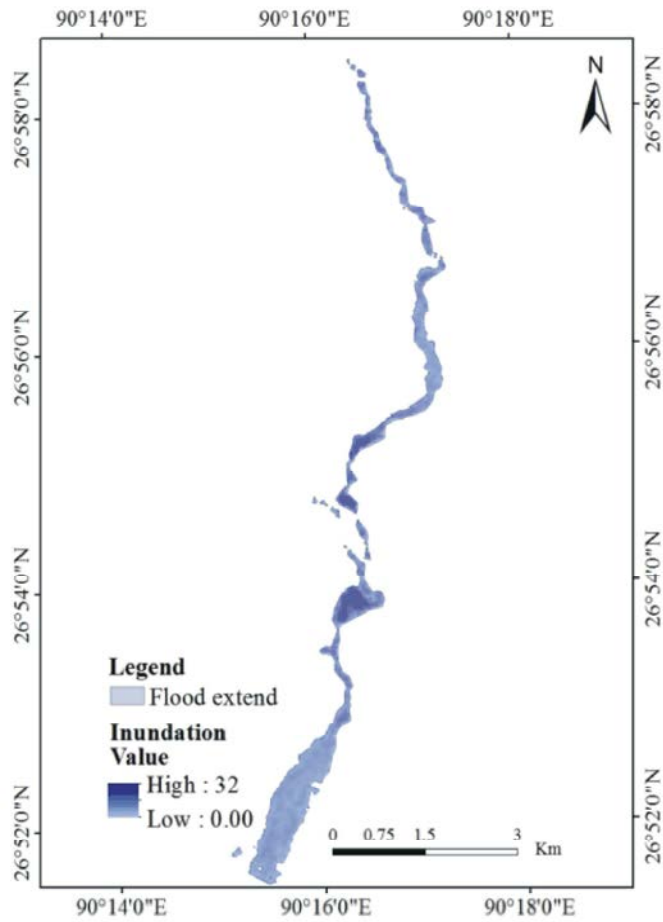 90°14'0"E 90°16'0"E 90°18'0"E
N
26°58'0"N 26°58'0"N
26°56'0"N 26°56'0"N
26°54'0"N 26°54'0"N
Legend
Flood extend
Inundation
Value
High : 32
Low : 0.00
0 0.75 1.5 3
Km
26°52'0"N 26°52'0"N
90°14'0"E 90°16'0"E 90°18'0"E